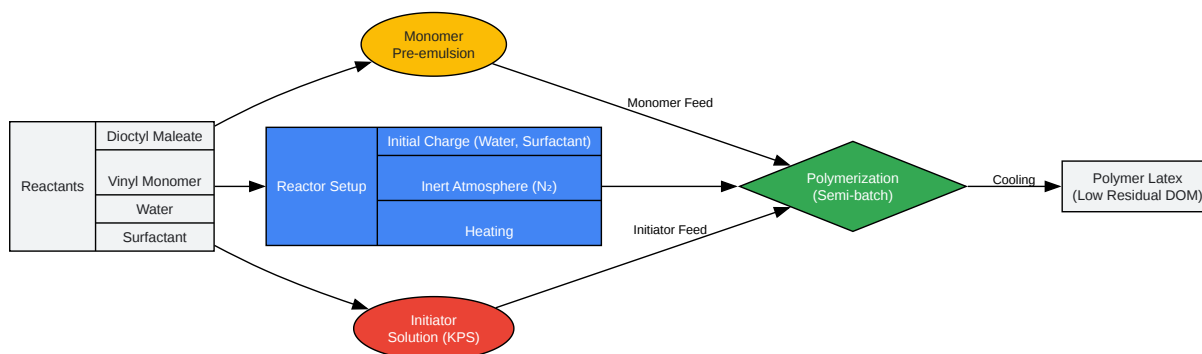 Reactants
Dioctyl Maleate
Vinyl Monomer
Water
Surfactant
Monomer
Pre-emulsion
Reactor Setup
Initial Charge (Water, Surfactant)
Inert Atmosphere (N₂)
Heating
Initiator
Solution (KPS)
Monomer Feed
Initiator Feed
Polymerization
(Semi-batch)
Cooling
Polymer Latex
(Low Residual DOM)